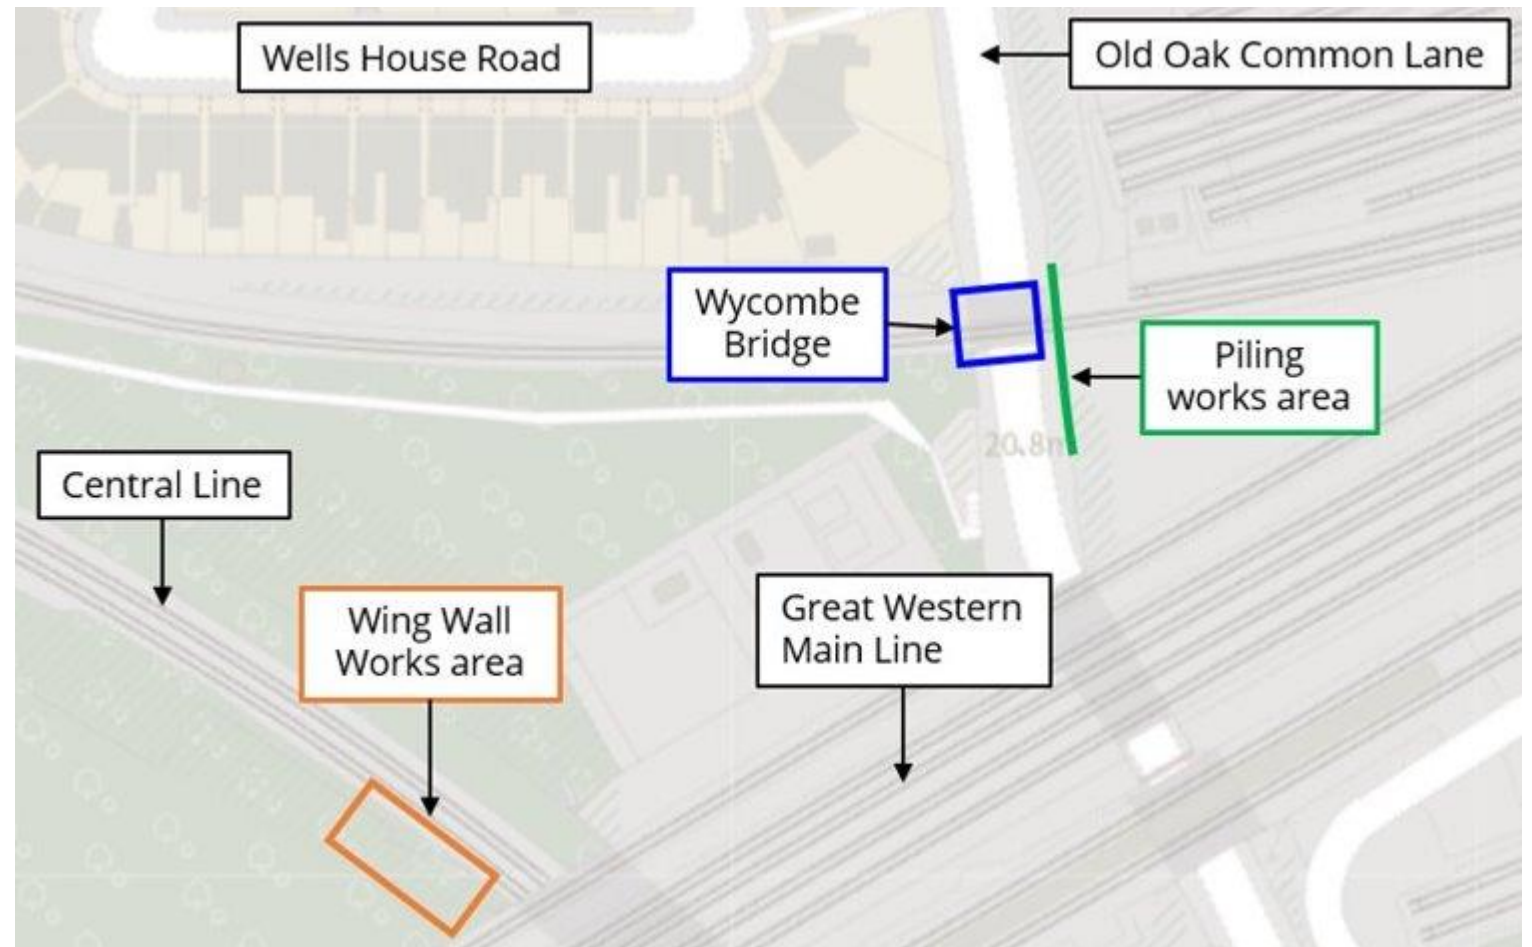 Wells House Road
Old Oak Common Lane
Wycombe
Bridge
Piling
works area
20.8m
Central Line
Wing Wall
Works area
Great Western
Main Line